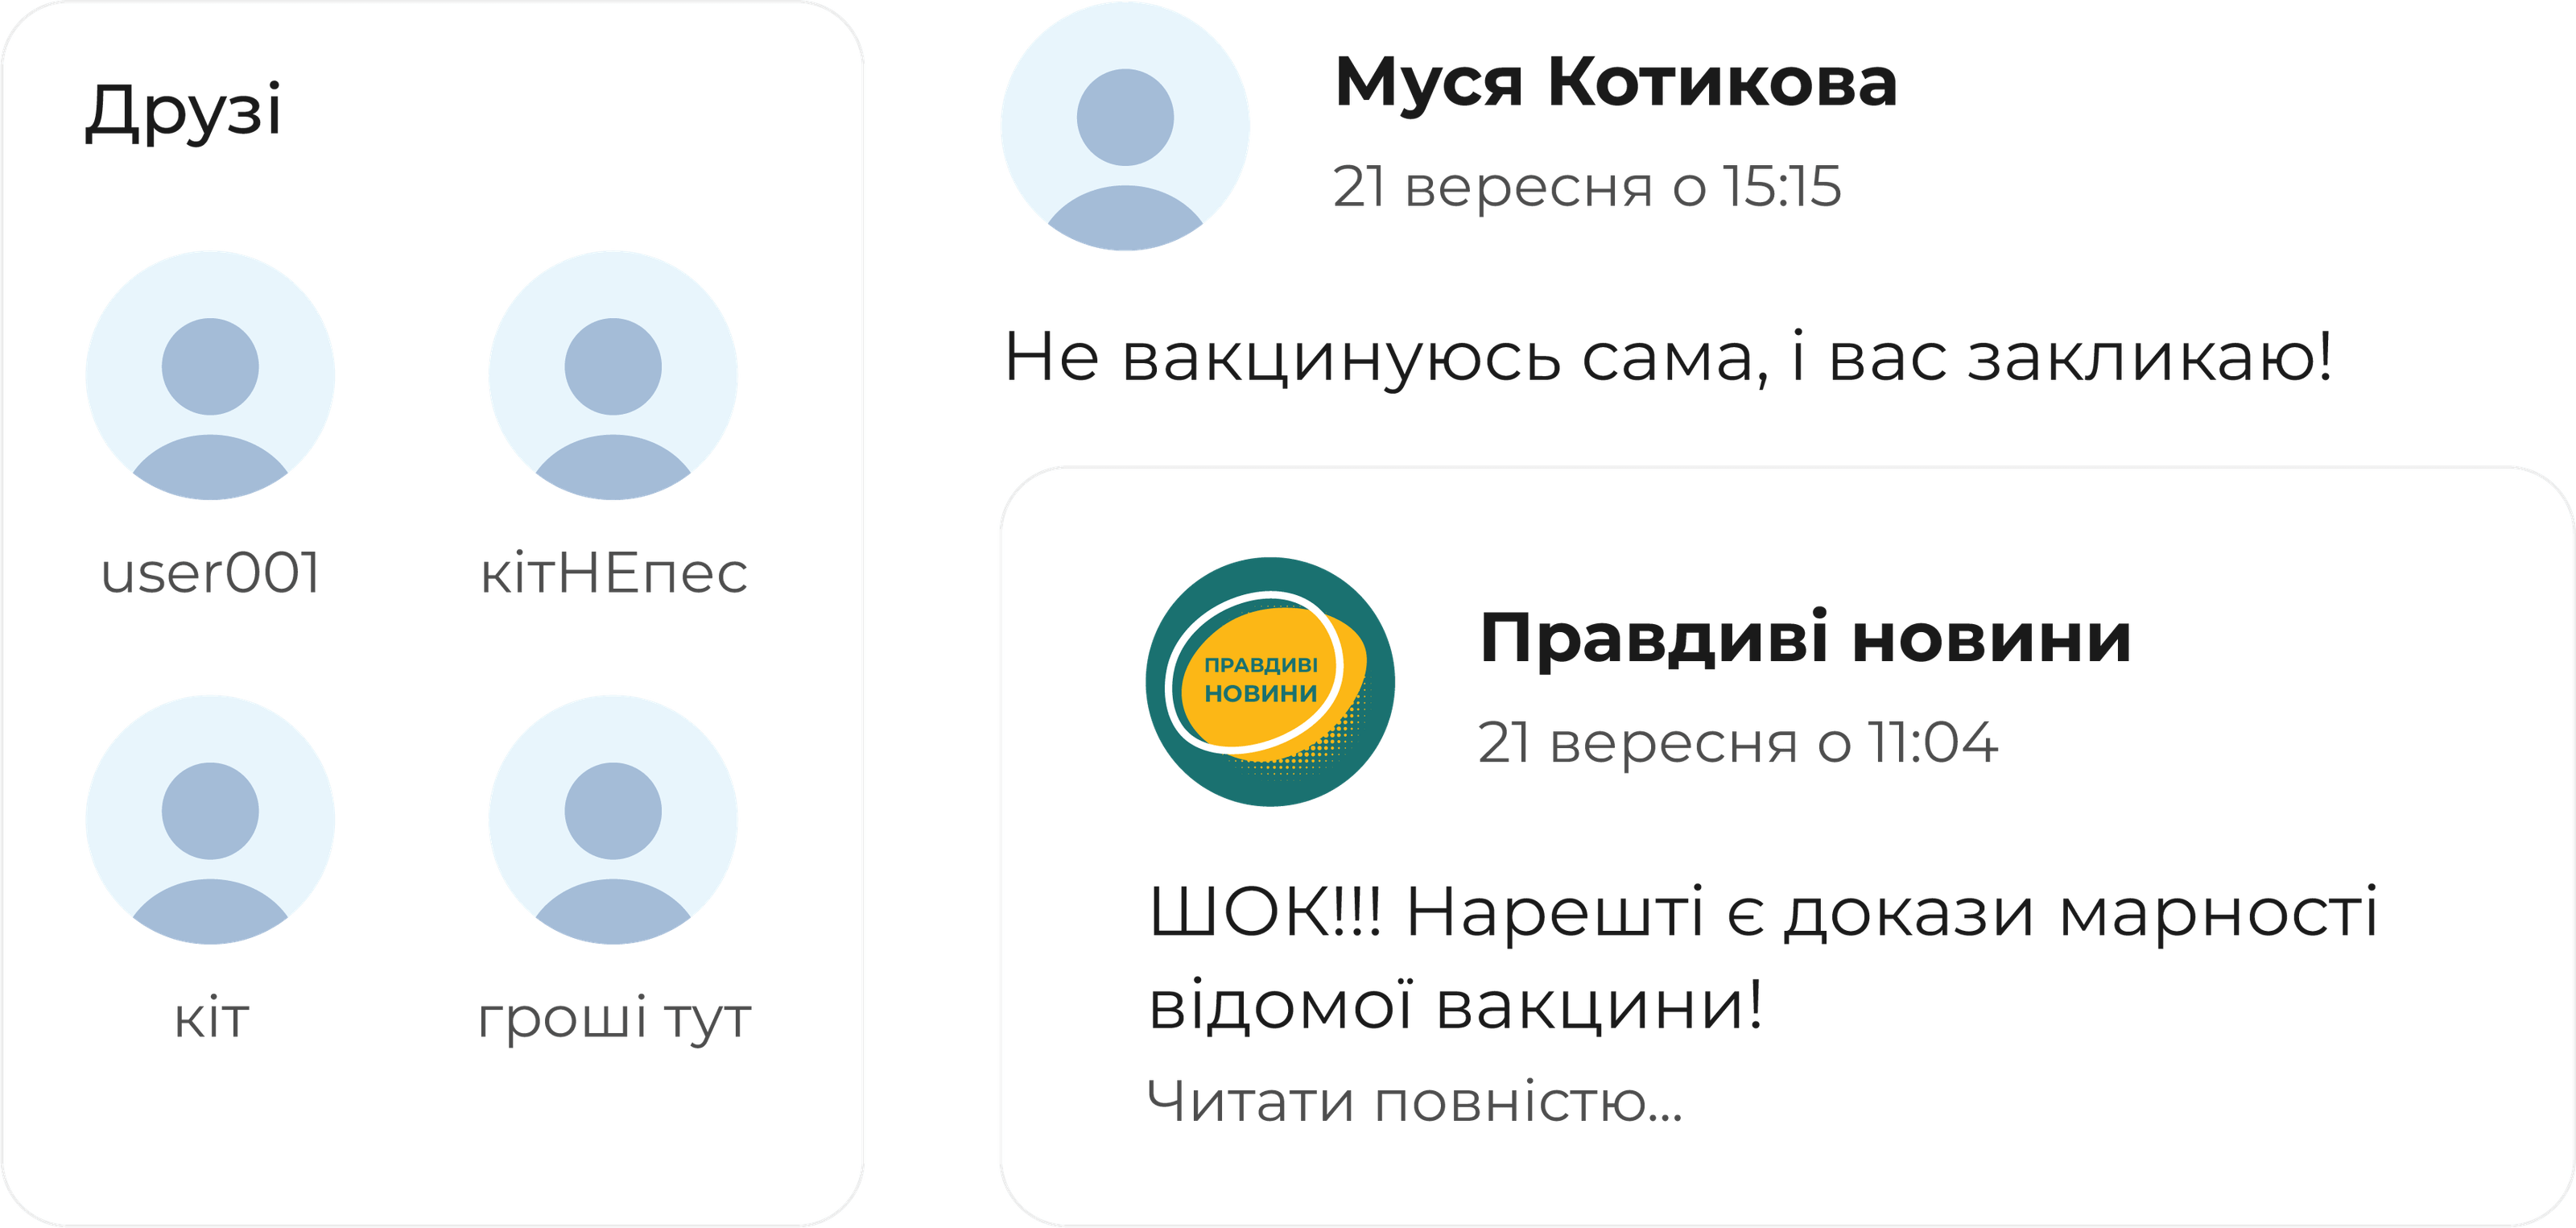 Друзі
user001
кітНЕпес
кіт
гроші тут
Муся Котикова
21 вересня о 15:15
Не вакцинуюсь сама, і вас закликаю!
ПРАВДИВІ
НОВИНИ
Правдиві новини
21 вересня о 11:04
ШОК!!! Нарешті є докази марності
відомої вакцини!
Читати повністю...